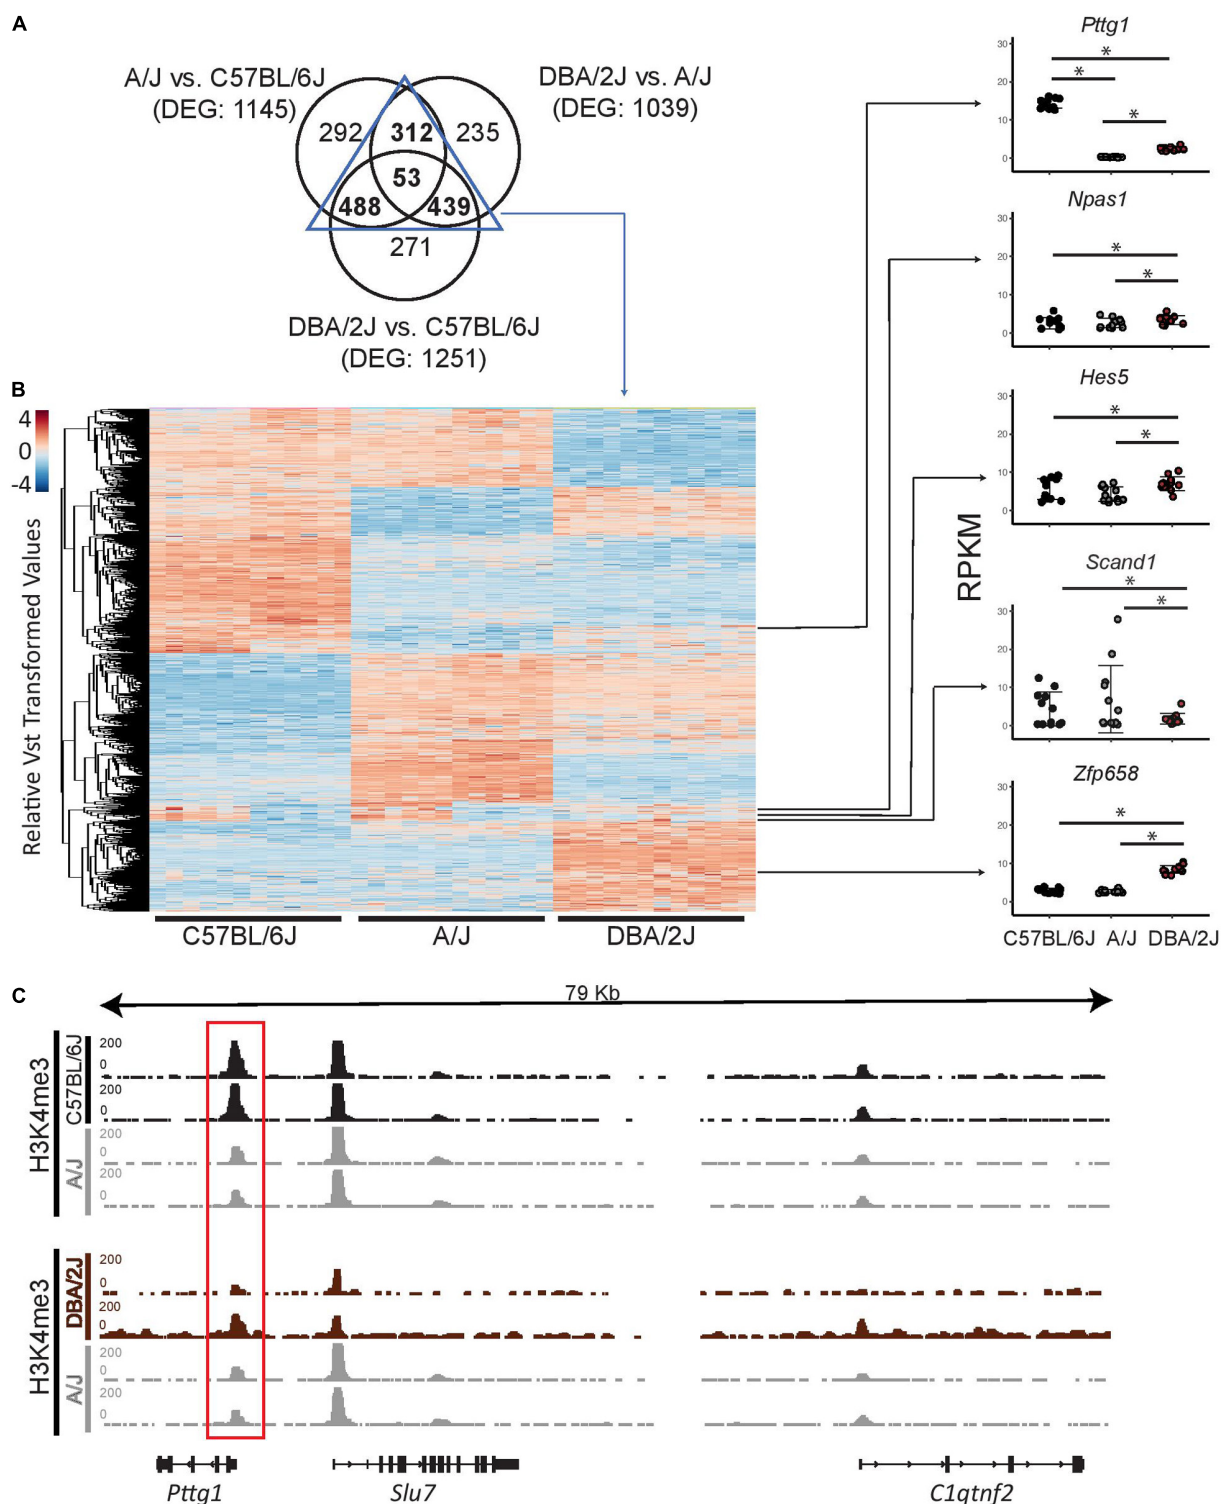 A
A/J vs. C57BL/6J
(DEG: 1145)
DBA/2J vs. A/J
(DEG: 1039)
292
312
235
53
488
439
271
DBA/2J vs. C57BL/6J
(DEG: 1251)
B
4
0
-4
Relative Vst Transformed Values
C57BL/6J
A/J
DBA/2J
RPKM
Pttg1
30
20
10
0
*
*
*
Npas1
30
20
10
0
*
*
Hes5
30
20
10
0
*
*
Scand1
30
20
10
0
*
*
Zfp658
30
20
10
0
*
*
C57BL/6J A/J DBA/2J
C
79 Kb
H3K4me3
C57BL/6J
200
0
200
0
A/J
200
0
200
0
H3K4me3
DBA/2J
200
0
200
0
A/J
200
0
200
0
Pttg1
Slu7
C1qtnf2